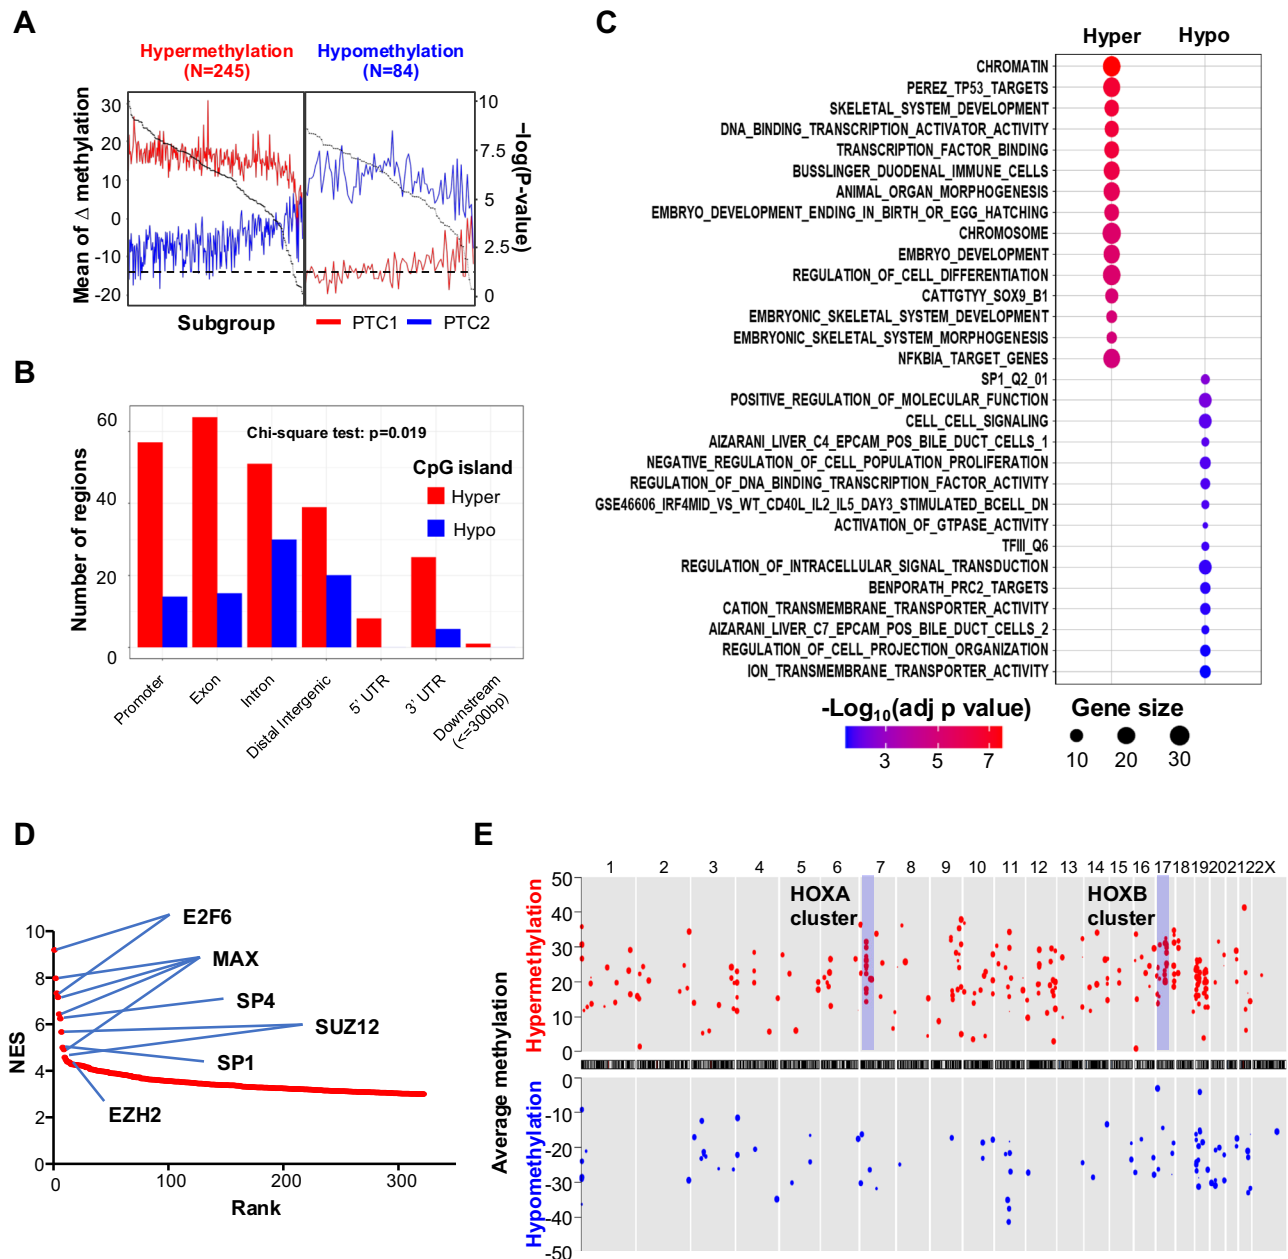 A
Hypermethylation
(N=245)
Hypomethylation
(N=84)
Mean of Δ methylation
30
20
10
0
-10
-20
10
7.5
5
2.5
0
–log(P-value)
Subgroup
PTC1
PTC2
B
Number of regions
60
40
20
0
Chi-square test: p=0.019
CpG island
Hyper
Hypo
Promoter
Exon
Intron
Distal Intergenic
5' UTR
3' UTR
Downstream
(<=300bp)
C
Hyper
Hypo
CHROMATIN
PEREZ_TP53_TARGETS
SKELETAL_SYSTEM_DEVELOPMENT
DNA_BINDING_TRANSCRIPTION_ACTIVATOR_ACTIVITY
TRANSCRIPTION_FACTOR_BINDING
BUSSLINGER_DUODENAL_IMMUNE_CELLS
ANIMAL_ORGAN_MORPHOGENESIS
EMBRYO_DEVELOPMENT_ENDING_IN_BIRTH_OR_EGG_HATCHING
CHROMOSOME
EMBRYO_DEVELOPMENT
REGULATION_OF_CELL_DIFFERENTIATION
CATTGTYY_SOX9_B1
EMBRYONIC_SKELETAL_SYSTEM_DEVELOPMENT
EMBRYONIC_SKELETAL_SYSTEM_MORPHOGENESIS
NFKBIA_TARGET_GENES
SP1_Q2_01
POSITIVE_REGULATION_OF_MOLECULAR_FUNCTION
CELL_CELL_SIGNALING
AIZARANI_LIVER_C4_EPCAM_POS_BILE_DUCT_CELLS_1
NEGATIVE_REGULATION_OF_CELL_POPULATION_PROLIFERATION
REGULATION_OF_DNA_BINDING_TRANSCRIPTION_FACTOR_ACTIVITY
GSE46606_IRF4MID_VS_WT_CD40L_IL2_IL5_DAY3_STIMULATED_BCELL_DN
ACTIVATION_OF_GTPASE_ACTIVITY
TFIII_Q6
REGULATION_OF_INTRACELLULAR_SIGNAL_TRANSDUCTION
BENPORATH_PRC2_TARGETS
CATION_TRANSMEMBRANE_TRANSPORTER_ACTIVITY
AIZARANI_LIVER_C7_EPCAM_POS_BILE_DUCT_CELLS_2
REGULATION_OF_CELL_PROJECTION_ORGANIZATION
ION_TRANSMEMBRANE_TRANSPORTER_ACTIVITY
-Log10(adj p value)
3 5 7
Gene size
10 20 30
D
NES
10
8
6
4
2
0
0 100 200 300
Rank
E2F6
MAX
SP4
SUZ12
SP1
EZH2
E
1 2 3 4 5 6 7 8 9 10 11 12 13 14 15 16 17 18 19 20 21 22 X
Average methylation
Hypermethylation
50
40
30
20
10
0
HOXA
cluster
HOXB
cluster
Hypomethylation
0
-10
-20
-30
-40
-50